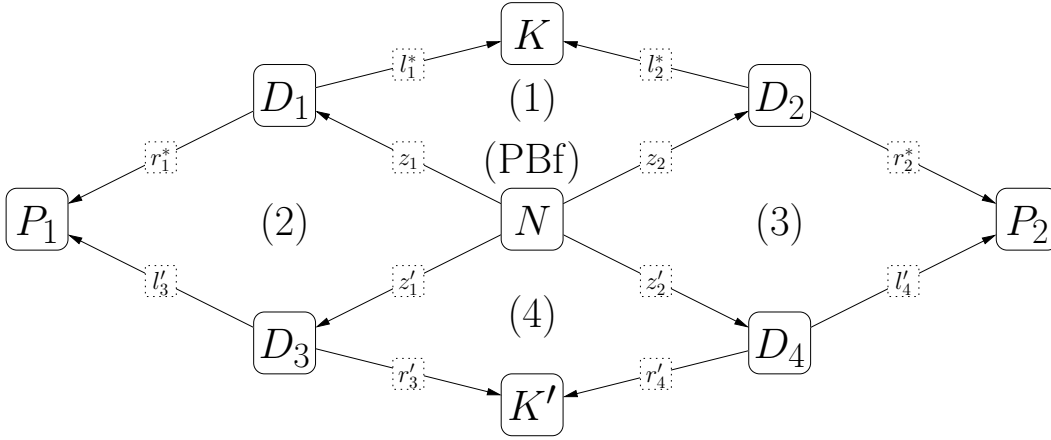 K
l₁* l₂*
D₁ (1) D₂
r₁* z₁ (PBf) z₂ r₂*
P₁ (2) N (3) P₂
l₃′ z₁′ z₂′ l₄′
(4)
D₃ D₄
r₃′ r₄′
K′